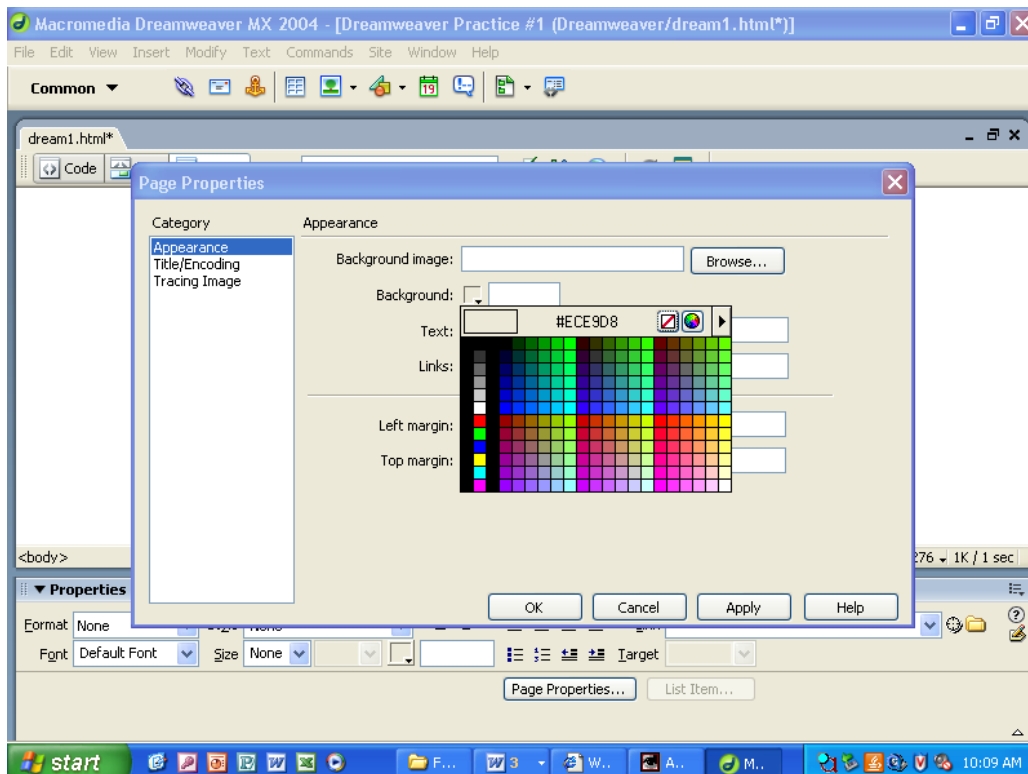 Macromedia Dreamweaver MX 2004 - [Dreamweaver Practice #1 (Dreamweaver/dream1.html*)]
File Edit View Insert Modify Text Commands Site Window Help
Common
19
dream1.html*
Code
Page Properties
Category
Appearance
Title/Encoding
Tracing Image
Appearance
Background image:
Browse...
Background:
#ECE9D8
Text:
Links:
Left margin:
Top margin:
OK Cancel Apply Help
<body>
276 1K / 1 sec
Properties
Format None
Font Default Font Size None Target
Page Properties... List Item...
start F... 3 W.. A.. M.. 10:09 AM